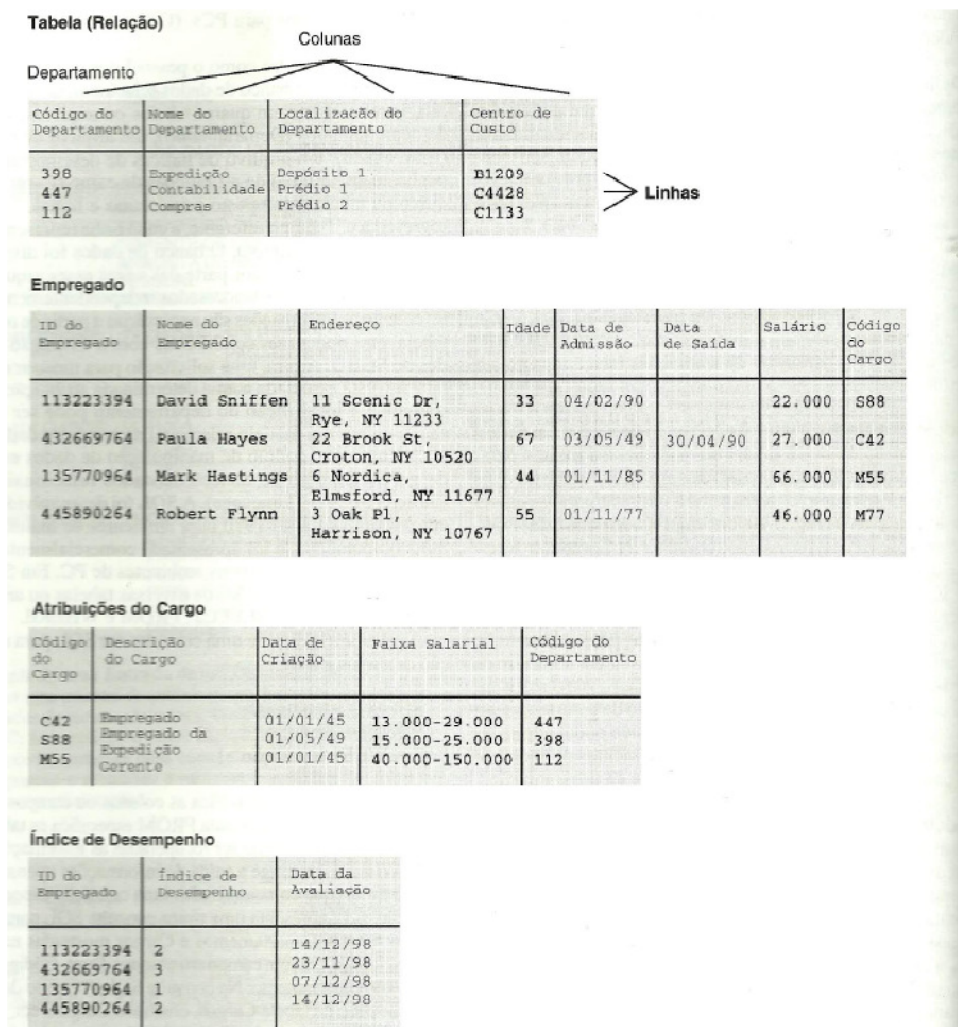 Tabela (Relação)
Colunas
Departamento
Código do Departamento | Nome do Departamento | Localização do Departamento | Centro de Custo
398 | Expedição | Depósito 1 | B1209
447 | Contabilidade | Prédio 1 | C4428
112 | Compras | Prédio 2 | C1133
Linhas
Empregado
ID do Empregado | Nome do Empregado | Endereço | Idade | Data de Admissão | Data de Saída | Salário | Código do Cargo
113223394 | David Sniffen | 11 Scenic Dr, Rye, NY 11233 | 33 | 04/02/90 | | 22.000 | S88
432669764 | Paula Hayes | 22 Brook St, Croton, NY 10520 | 67 | 03/05/49 | 30/04/90 | 27.000 | C42
135770964 | Mark Hastings | 6 Nordica, Elmsford, NY 11677 | 44 | 01/11/85 | | 66.000 | M55
445890264 | Robert Flynn | 3 Oak Pl, Harrison, NY 10767 | 55 | 01/11/77 | | 46.000 | M77
Atribuições do Cargo
Código do Cargo | Descrição do Cargo | Data de Criação | Faixa Salarial | Código do Departamento
C42 | Empregado | 01/01/45 | 13.000-29.000 | 447
S88 | Empregado da Expedição | 01/05/49 | 15.000-25.000 | 398
M55 | Gerente | 01/01/45 | 40.000-150.000 | 112
Índice de Desempenho
ID do Empregado | Índice de Desempenho | Data da Avaliação
113223394 | 2 | 14/12/98
432669764 | 3 | 23/11/98
135770964 | 1 | 07/12/98
445890264 | 2 | 14/12/98